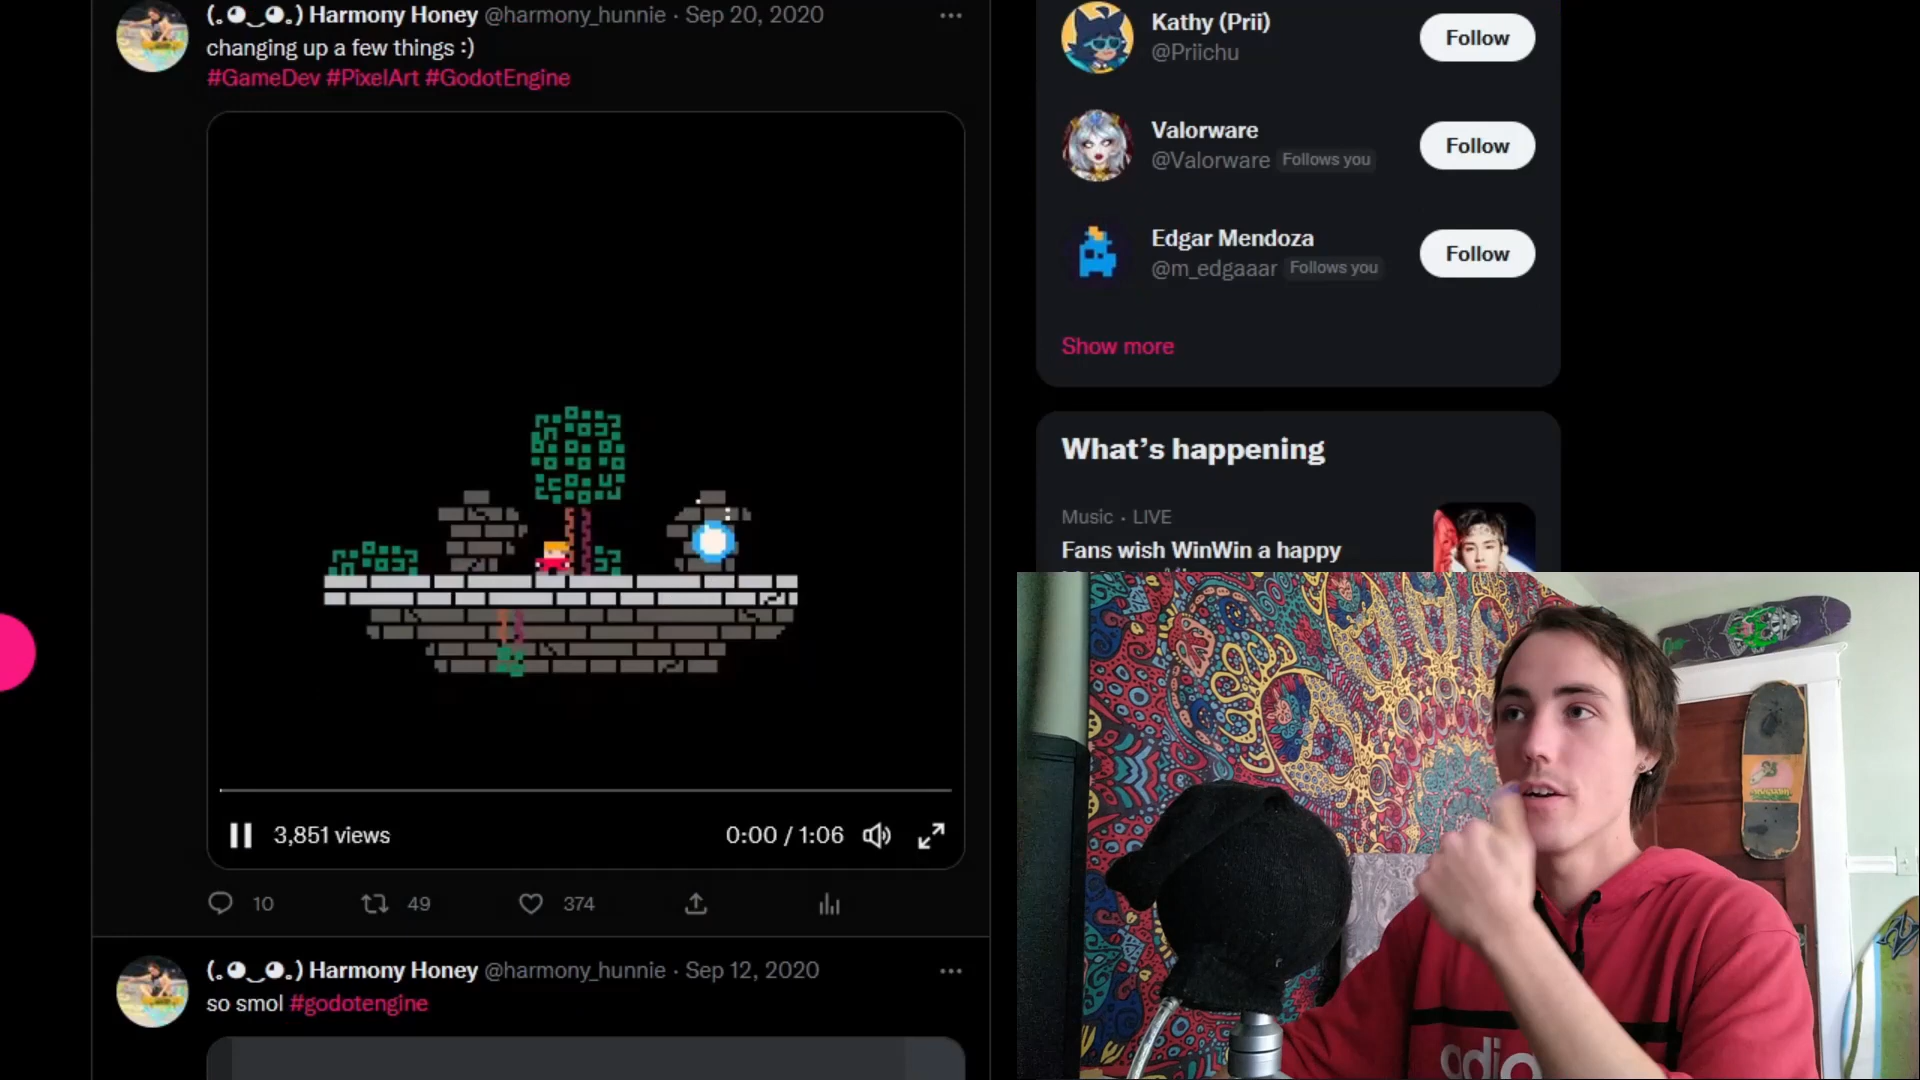 (｡◕‿◕｡) Harmony Honey @harmony_hunnie · Sep 20, 2020
changing up a few things :)
#GameDev #PixelArt #GodotEngine
3,851 views
0:00 / 1:06
10
49
374
(｡◕‿◕｡) Harmony Honey @harmony_hunnie · Sep 12, 2020
so smol #godotengine
Kathy (Prii)
@Priichu
Follow
Valorware
@Valorware Follows you
Follow
Edgar Mendoza
@m_edgaaar Follows you
Follow
Show more
What's happening
Music · LIVE
Fans wish WinWin a happy
adid